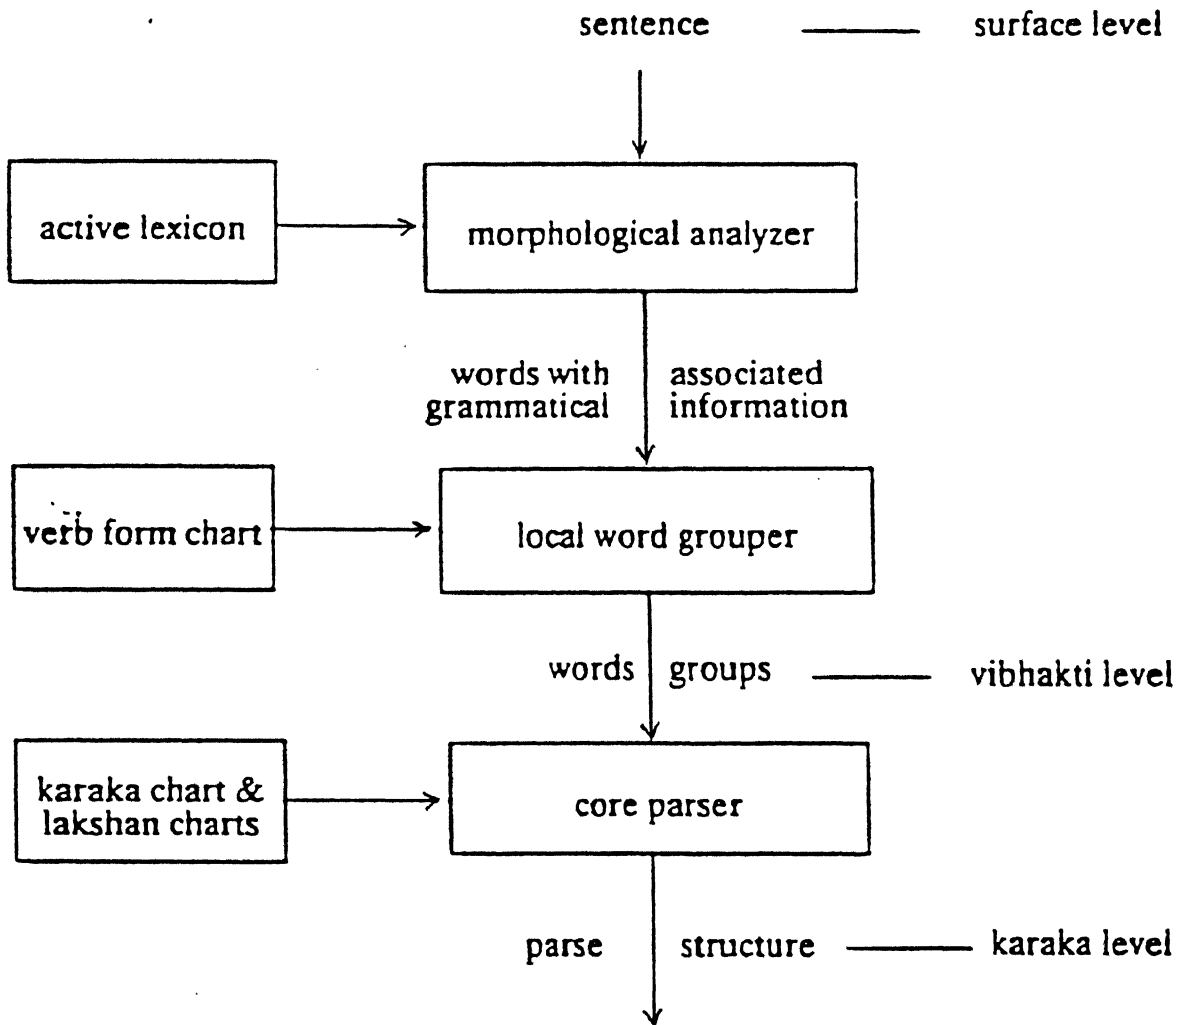 sentence surface level
active lexicon
morphological analyzer
words with associated
grammatical information
verb form chart
local word grouper
words groups vibhakti level
karaka chart &
lakshan charts
core parser
parse structure karaka level